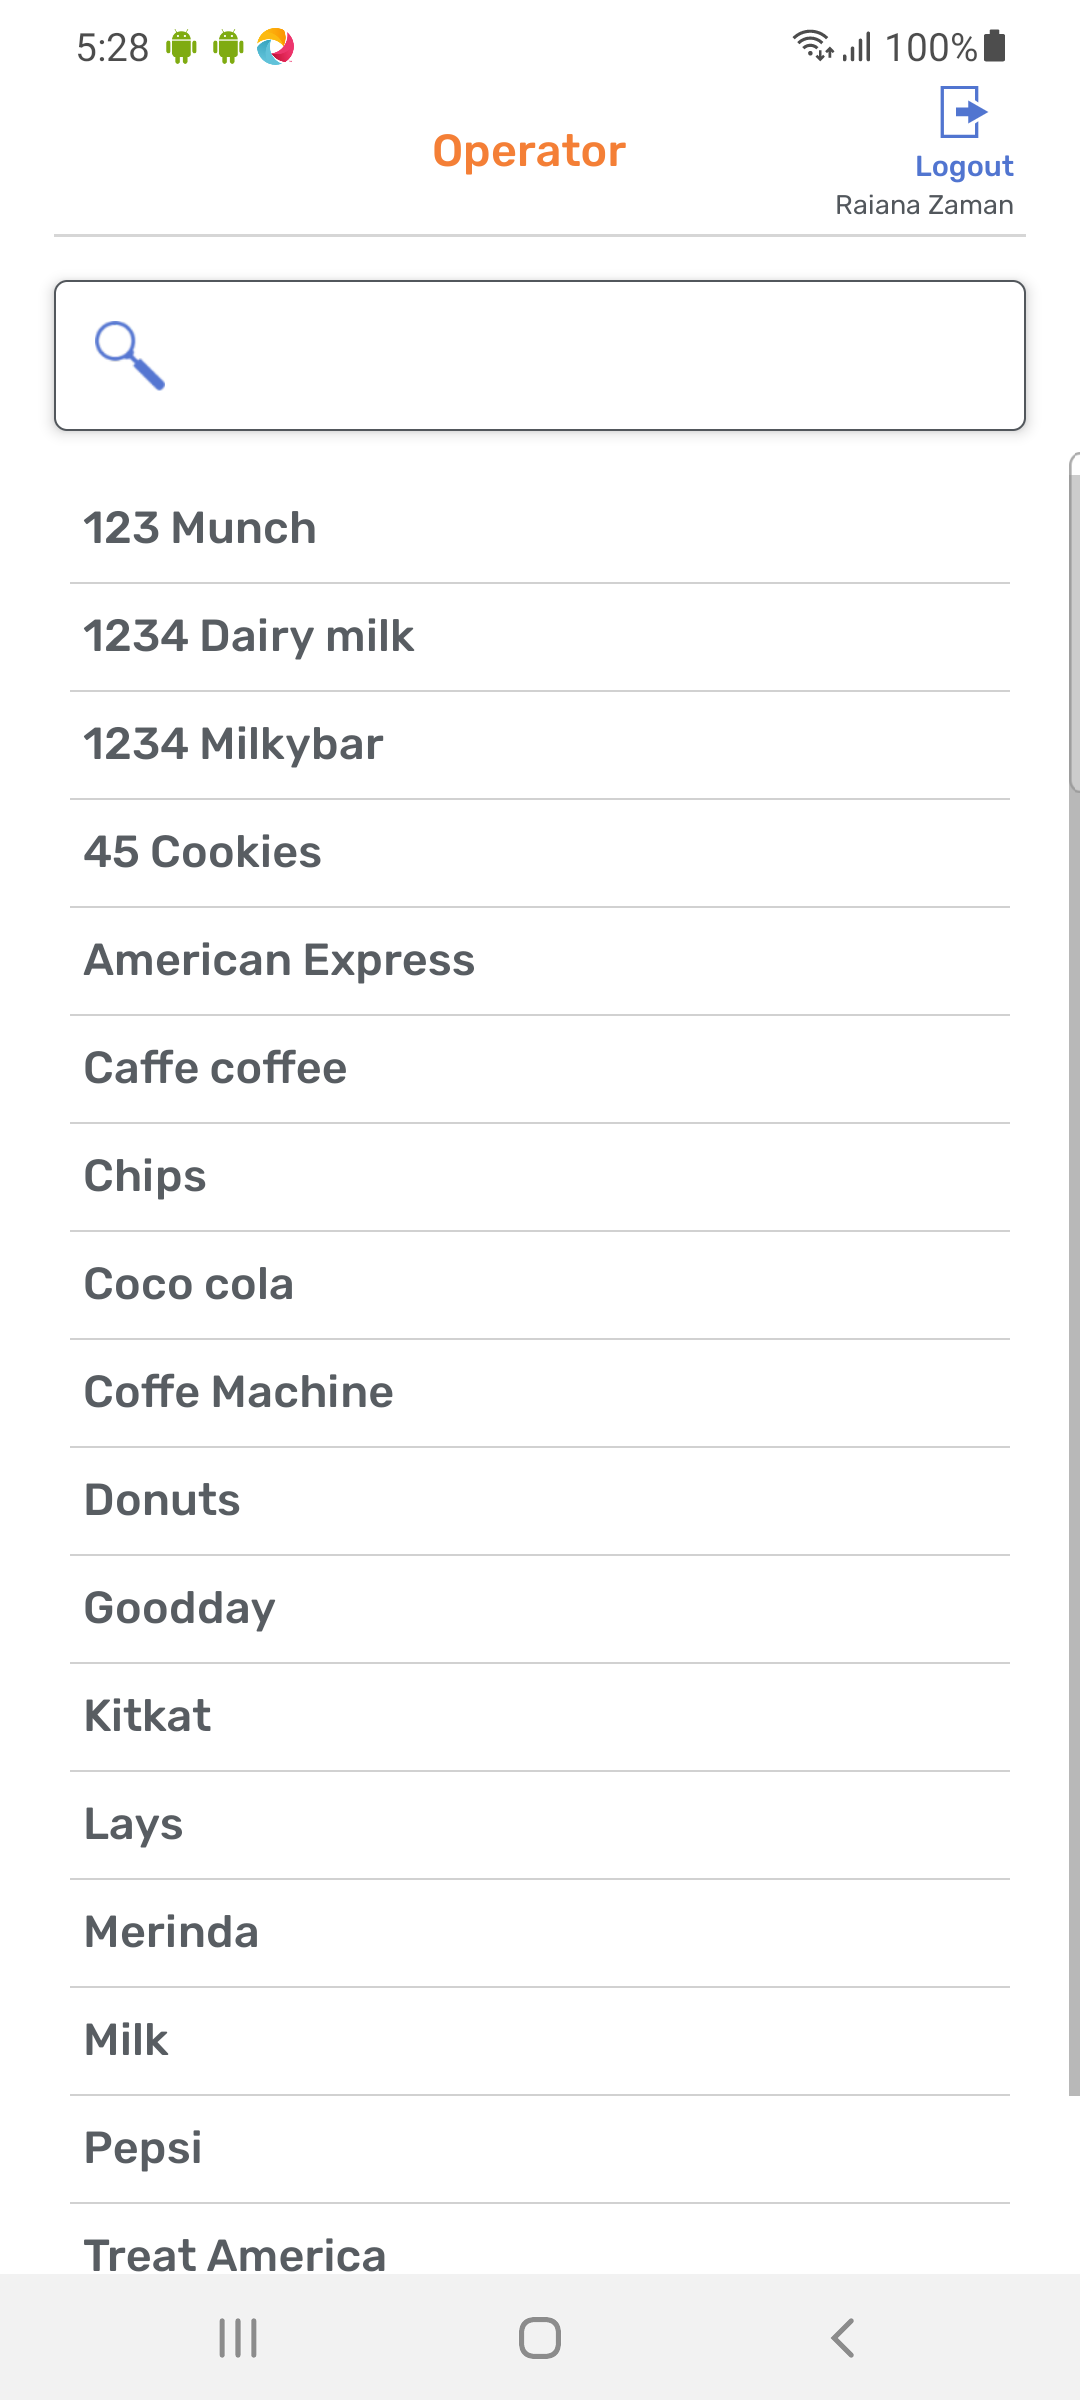 5:28
100%
Operator
Logout
Raiana Zaman
123 Munch
1234 Dairy milk
1234 Milkybar
45 Cookies
American Express
Caffe coffee
Chips
Coco cola
Coffe Machine
Donuts
Goodday
Kitkat
Lays
Merinda
Milk
Pepsi
Treat America